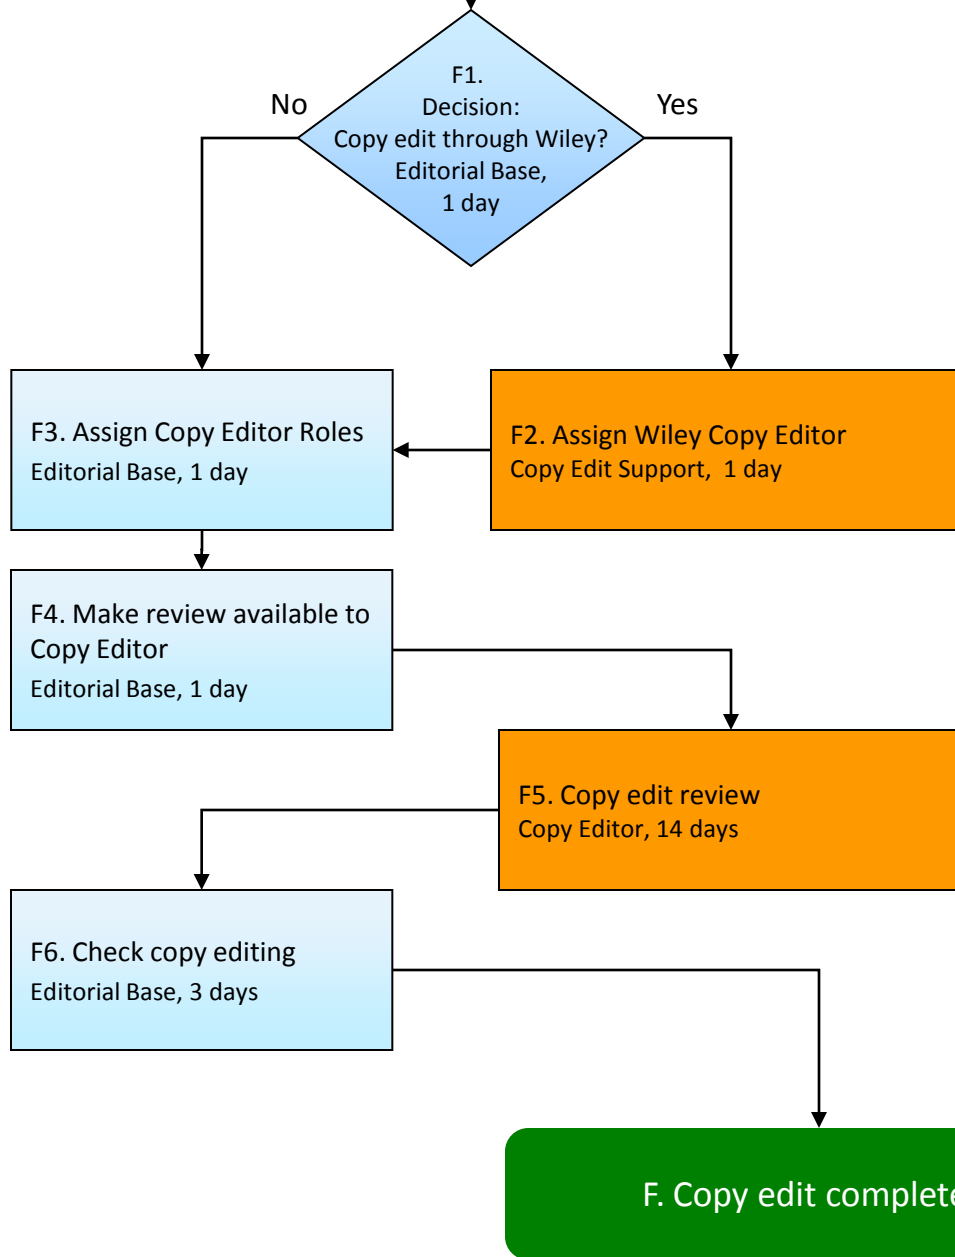 F1.
Decision:
Copy edit through Wiley?
Editorial Base,
1 day
No
Yes
F3. Assign Copy Editor Roles
Editorial Base, 1 day
F2. Assign Wiley Copy Editor
Copy Edit Support, 1 day
F4. Make review available to
Copy Editor
Editorial Base, 1 day
F5. Copy edit review
Copy Editor, 14 days
F6. Check copy editing
Editorial Base, 3 days
F. Copy edit complete